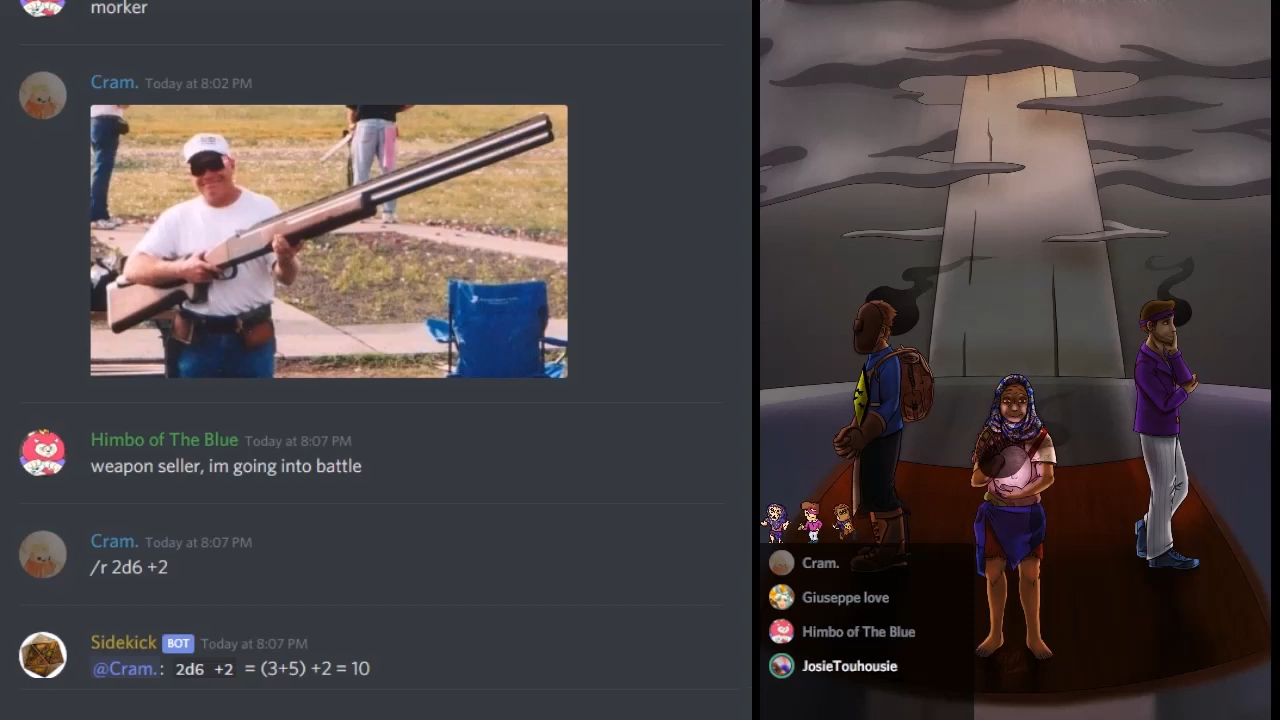 morker
Cram. Today at 8:02 PM
Himbo of The Blue Today at 8:07 PM
weapon seller, im going into battle
Cram. Today at 8:07 PM
/r 2d6 +2
Sidekick BOT Today at 8:07 PM
@Cram.: 2d6 +2 = (3+5) +2 = 10
Cram.
Giuseppe love
Himbo of The Blue
JosieTouhousie